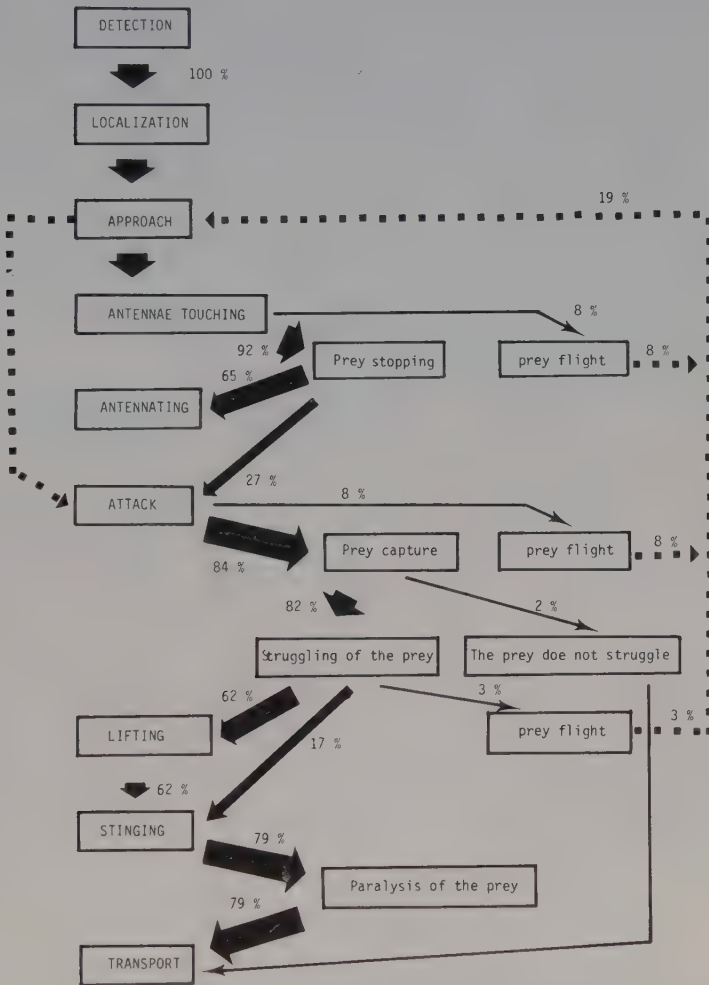 DETECTION
100 %
LOCALIZATION
19 %
APPROACH
ANTENNAE TOUCHING
8 %
92 %
Prey stopping
prey flight
8 %
65 %
ANTENNATING
27 %
ATTACK
8 %
Prey capture
prey flight
8 %
84 %
82 %
2 %
Struggling of the prey
The prey doe not struggle
62 %
3 %
LIFTING
17 %
prey flight
3 %
62 %
STINGING
79 %
Paralysis of the prey
79 %
TRANSPORT